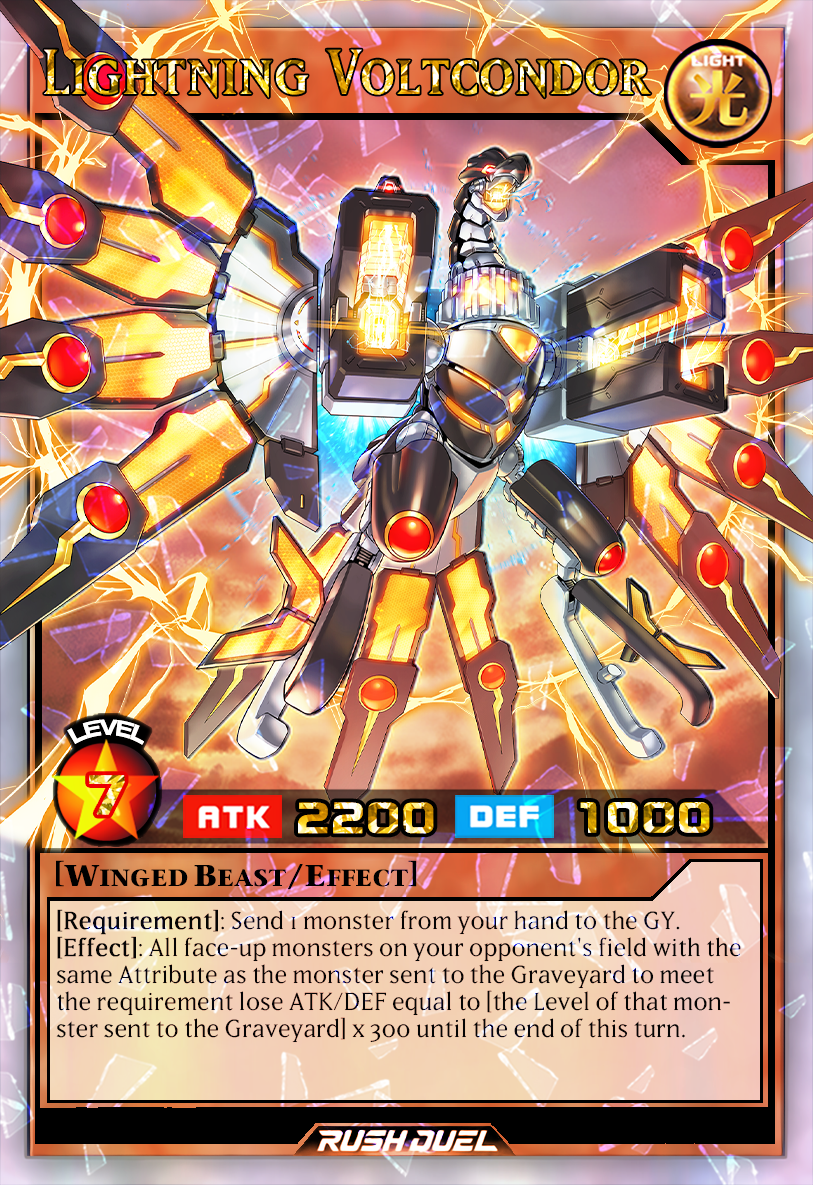 Lightning Voltcondor
LIGHT
光
LEVEL
7
ATK 2200 DEF 1000
[Winged Beast/Effect]
[Requirement]: Send 1 monster from your hand to the GY.
[Effect]: All face-up monsters on your opponent's field with the
same Attribute as the monster sent to the Graveyard to meet
the requirement lose ATK/DEF equal to [the Level of that mon-
ster sent to the Graveyard] x 300 until the end of this turn.
RUSH DUEL